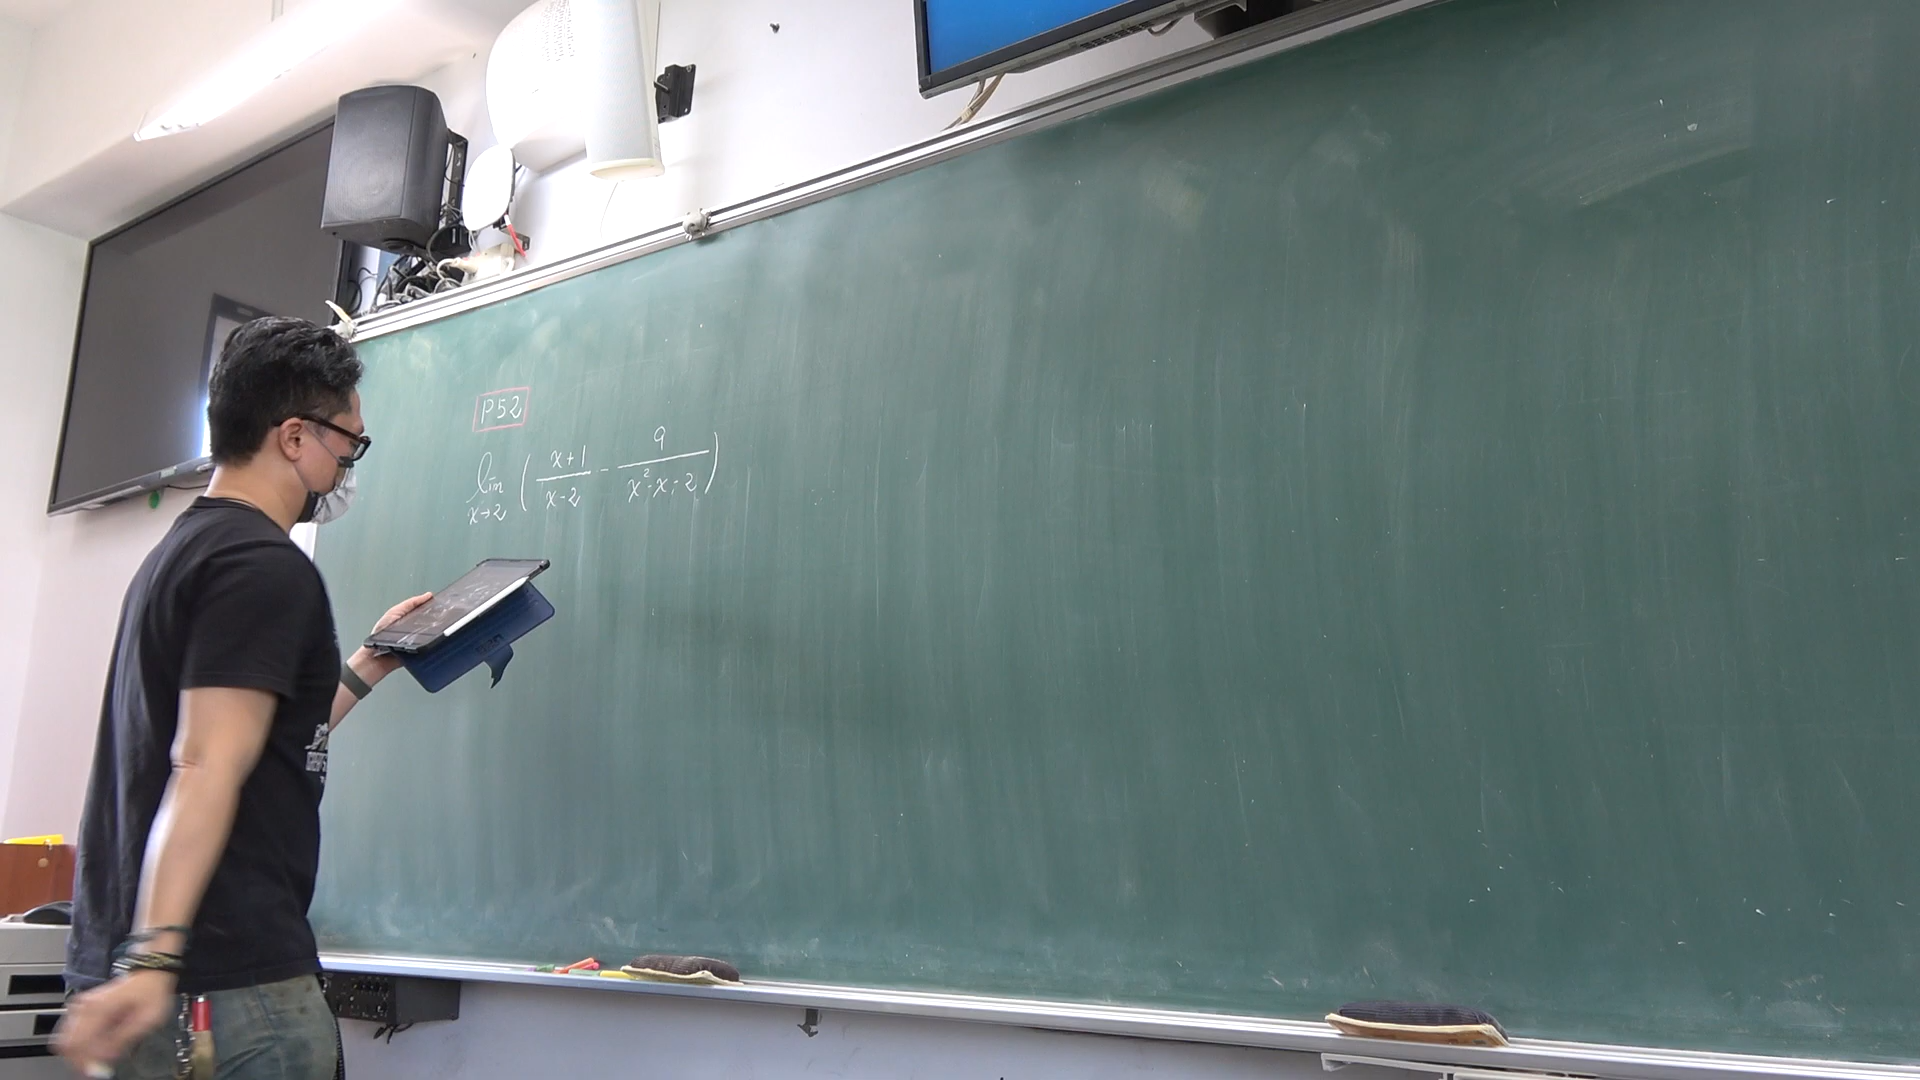 P52
lim x→2 ( x+1 / x-2 - 9 / x²-x-2 )